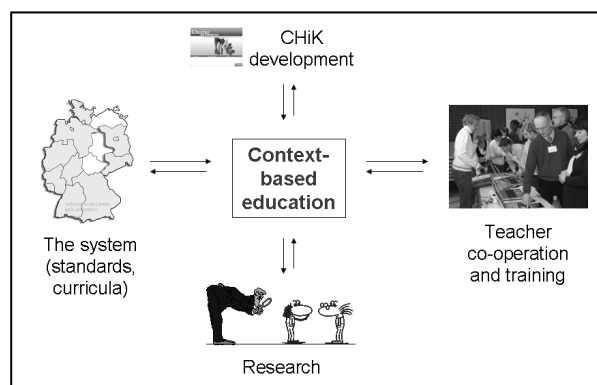 CHiK
development
Context-
based
education
The system
(standards,
curricula)
Teacher
co-operation
and training
Research